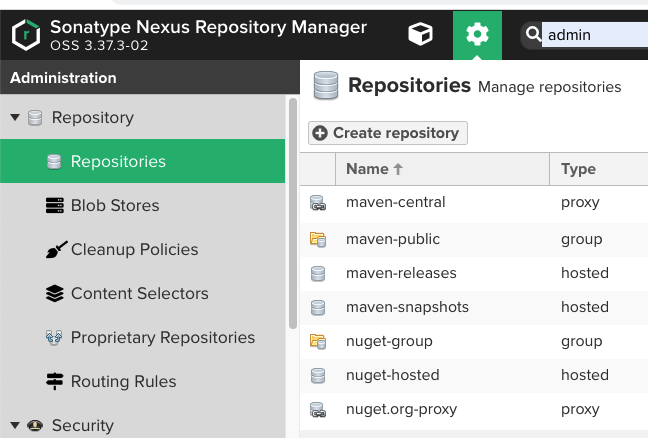 Sonatype Nexus Repository Manager
OSS 3.37.3-02
admin
Administration
Repository
Repositories
Blob Stores
Cleanup Policies
Content Selectors
Proprietary Repositories
Routing Rules
Security
Repositories Manage repositories
Create repository
Name Type
maven-central proxy
maven-public group
maven-releases hosted
maven-snapshots hosted
nuget-group group
nuget-hosted hosted
nuget.org-proxy proxy